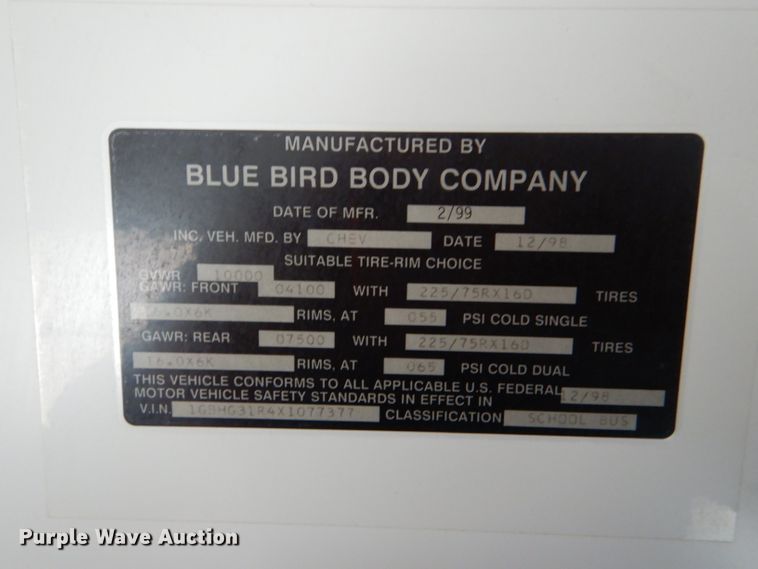 MANUFACTURED BY
BLUE BIRD BODY COMPANY
DATE OF MFR. 2/99
INC. VEH. MFD. BY CHEV DATE 12/98
SUITABLE TIRE-RIM CHOICE
GVWR 10000
GAWR: FRONT 04100 WITH 225/75RX16D TIRES
16.0X6K RIMS, AT 055 PSI COLD SINGLE
GAWR: REAR 07500 WITH 225/75RX16D TIRES
16.0X6K RIMS, AT 065 PSI COLD DUAL
THIS VEHICLE CONFORMS TO ALL APPLICABLE U.S. FEDERAL
MOTOR VEHICLE SAFETY STANDARDS IN EFFECT IN 12/98
V.I.N. 1GBHG31R4X1077377 CLASSIFICATION SCHOOL BUS
Purple Wave Auction